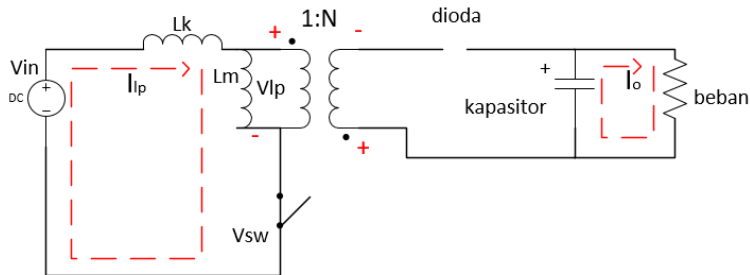 dioda
1:N
Lk
+
-
Vin
Ilp
Lm
Vlp
+
-
DC
-
+
+
kapasitor
Io
beban
Vsw